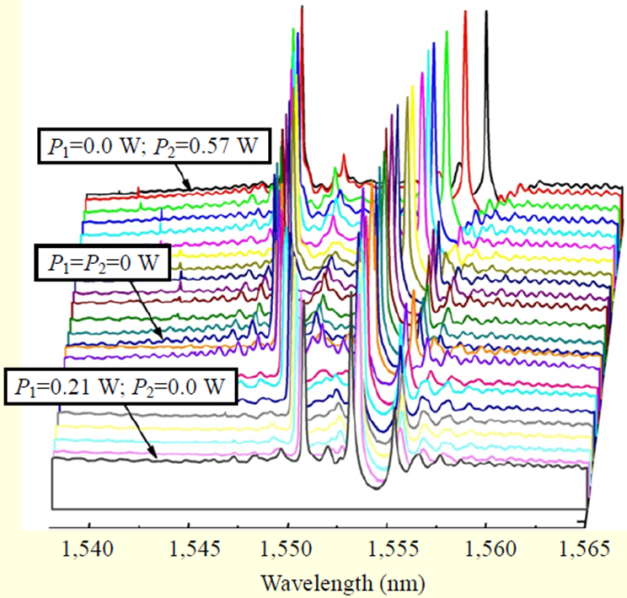 P₁=0.0 W; P₂=0.57 W
P₁=P₂=0 W
P₁=0.21 W; P₂=0.0 W
1,540 1,545 1,550 1,555 1,560 1,565
Wavelength (nm)